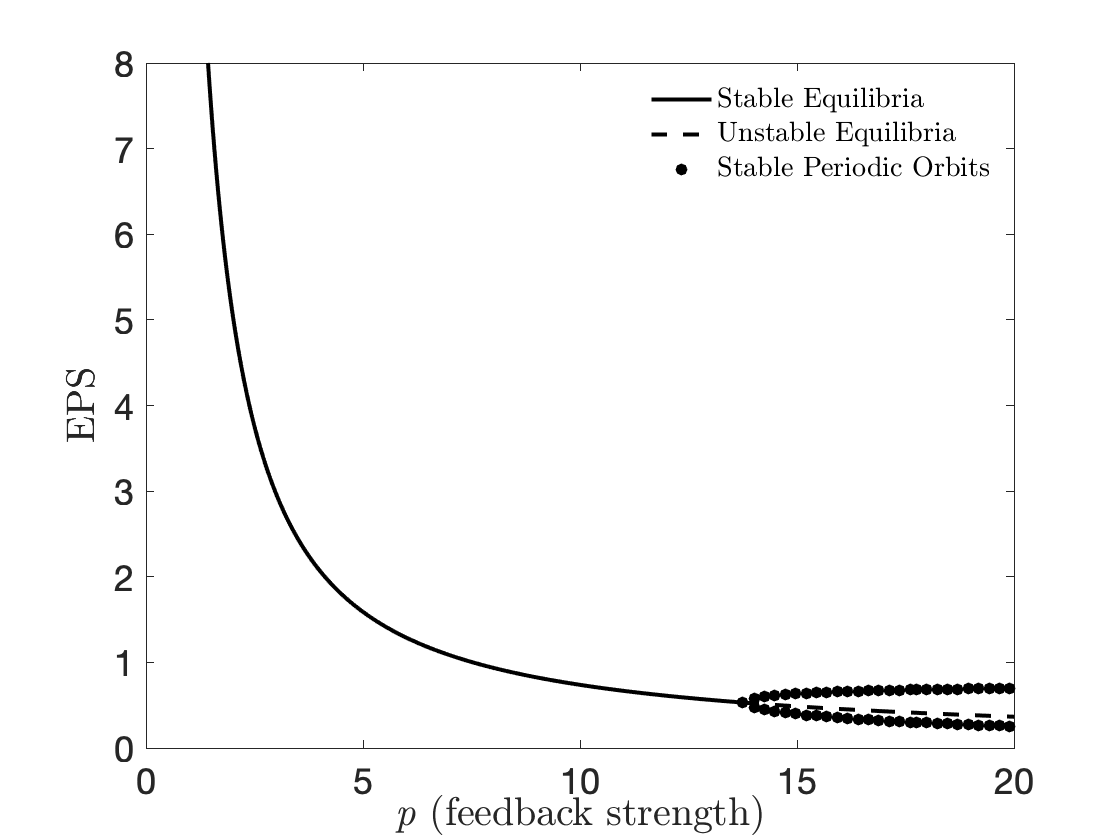 8
7
6
5
4
3
2
1
0
EPS
Stable Equilibria
Unstable Equilibria
Stable Periodic Orbits
0 5 10 15 20
p (feedback strength)